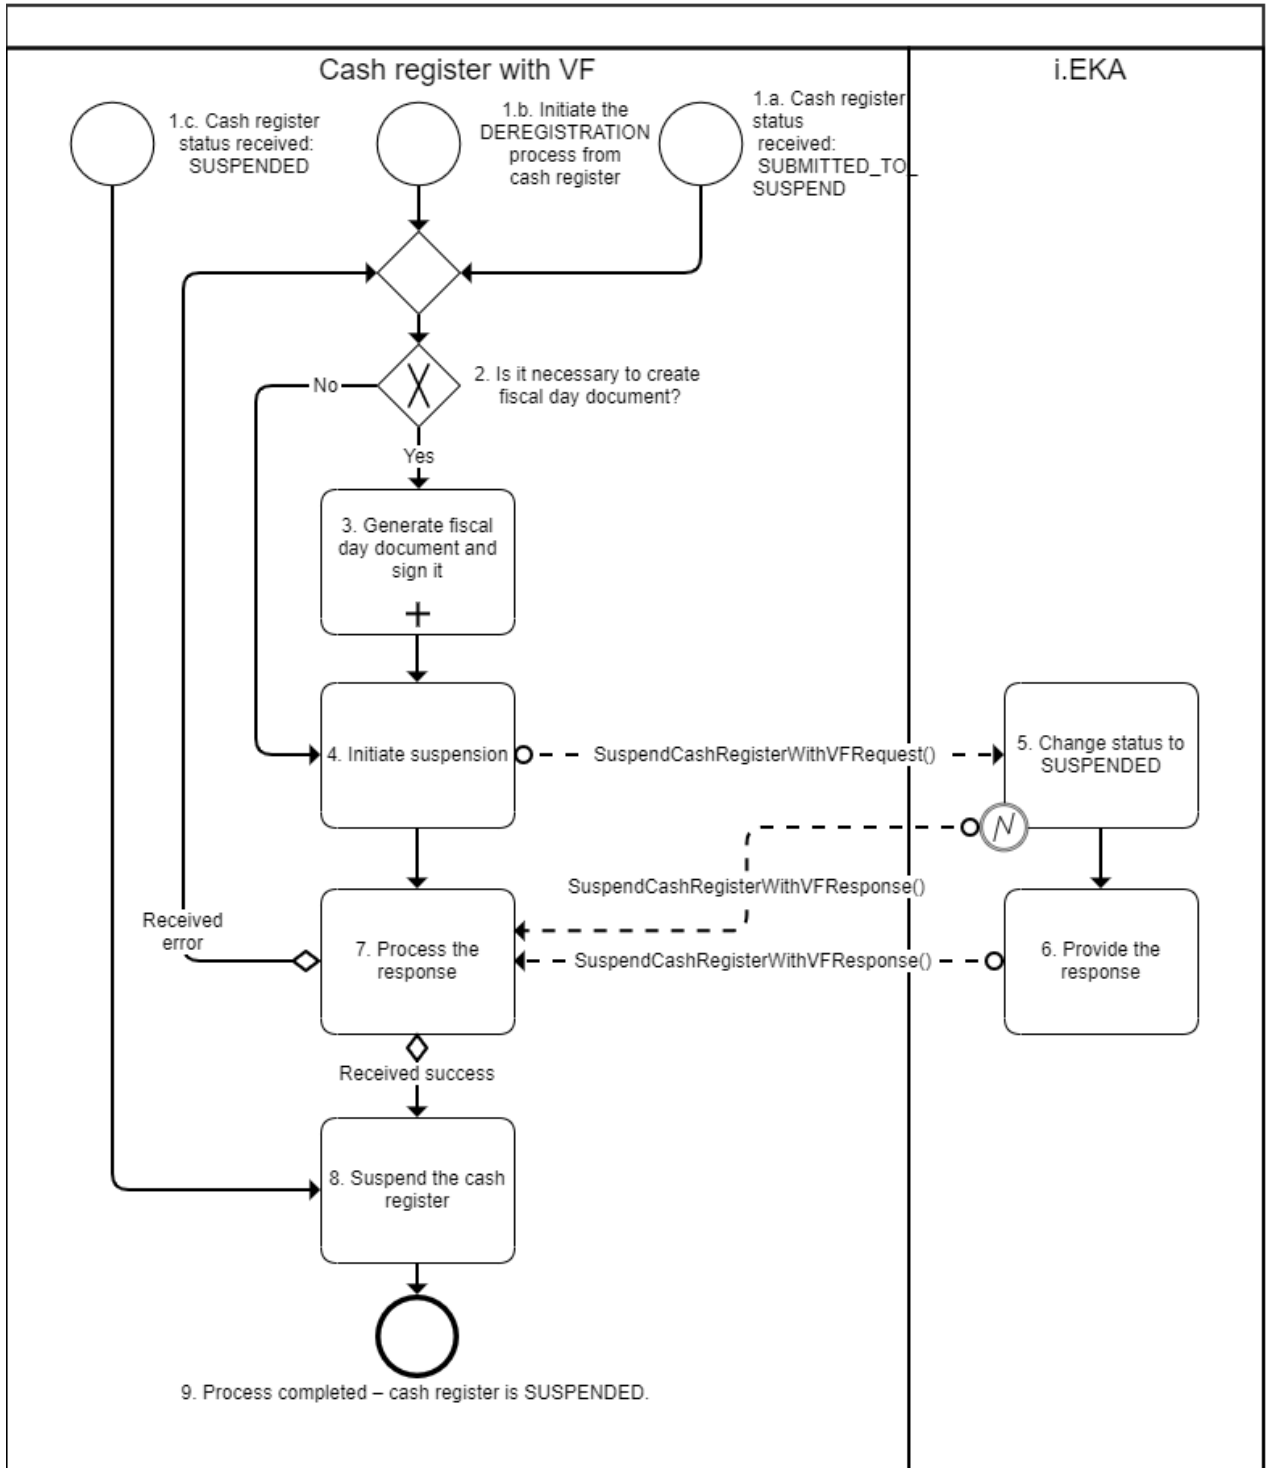 Cash register with VF
i.EKA
1.c. Cash register
status received:
SUSPENDED
1.b. Initiate the
DEREGISTRATION
process from
cash register
1.a. Cash register
status
received:
SUBMITTED_TO_
SUSPEND
2. Is it necessary to create
fiscal day document?
No
Yes
3. Generate fiscal
day document and
sign it
4. Initiate suspension
SuspendCashRegisterWithVFRequest()
5. Change status to
SUSPENDED
SuspendCashRegisterWithVFResponse()
Received
error
7. Process the
response
SuspendCashRegisterWithVFResponse()
6. Provide the
response
Received success
8. Suspend the cash
register
9. Process completed – cash register is SUSPENDED.